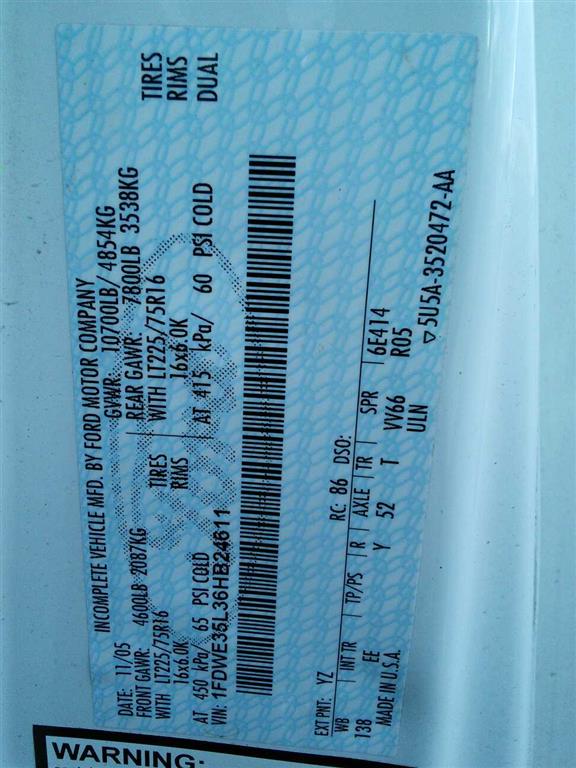 INCOMPLETE VEHICLE MFD. BY FORD MOTOR COMPANY
DATE: 11/05 GVWR: 10700LB/ 4854KG
FRONT GAWR: 4600LB 2087KG REAR GAWR: 7800LB 3538KG
WITH LT225/75R16 TIRES WITH LT225/75R16 TIRES
16x6.0K RIMS 16x6.0K RIMS
AT 450 kPa/ 65 PSI COLD AT 415 kPa/ 60 PSI COLD DUAL
VIN: 1FDWE35L36HB24611
EXT PNT: YZ RC: 86 DSO:
WB INT TR TP/PS R AXLE TR SPR
138 EE Y 52 T VV66 6E414
MADE IN U.S.A. ULN R05
▽5U5A-3520472-AA
WARNING: